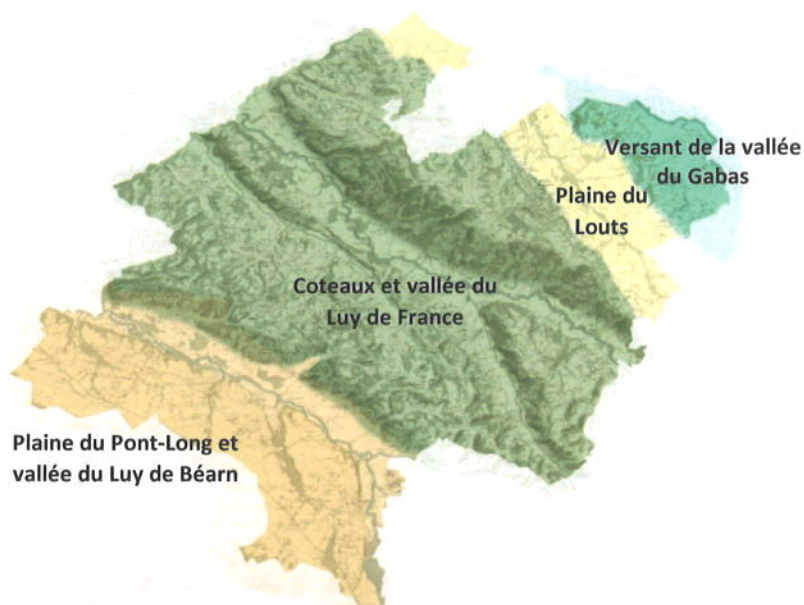 Versant de la vallée
du Gabas
Plaine du
Louts
Coteaux et vallée du
Luy de France
Plaine du Pont-Long et
vallée du Luy de Béarn